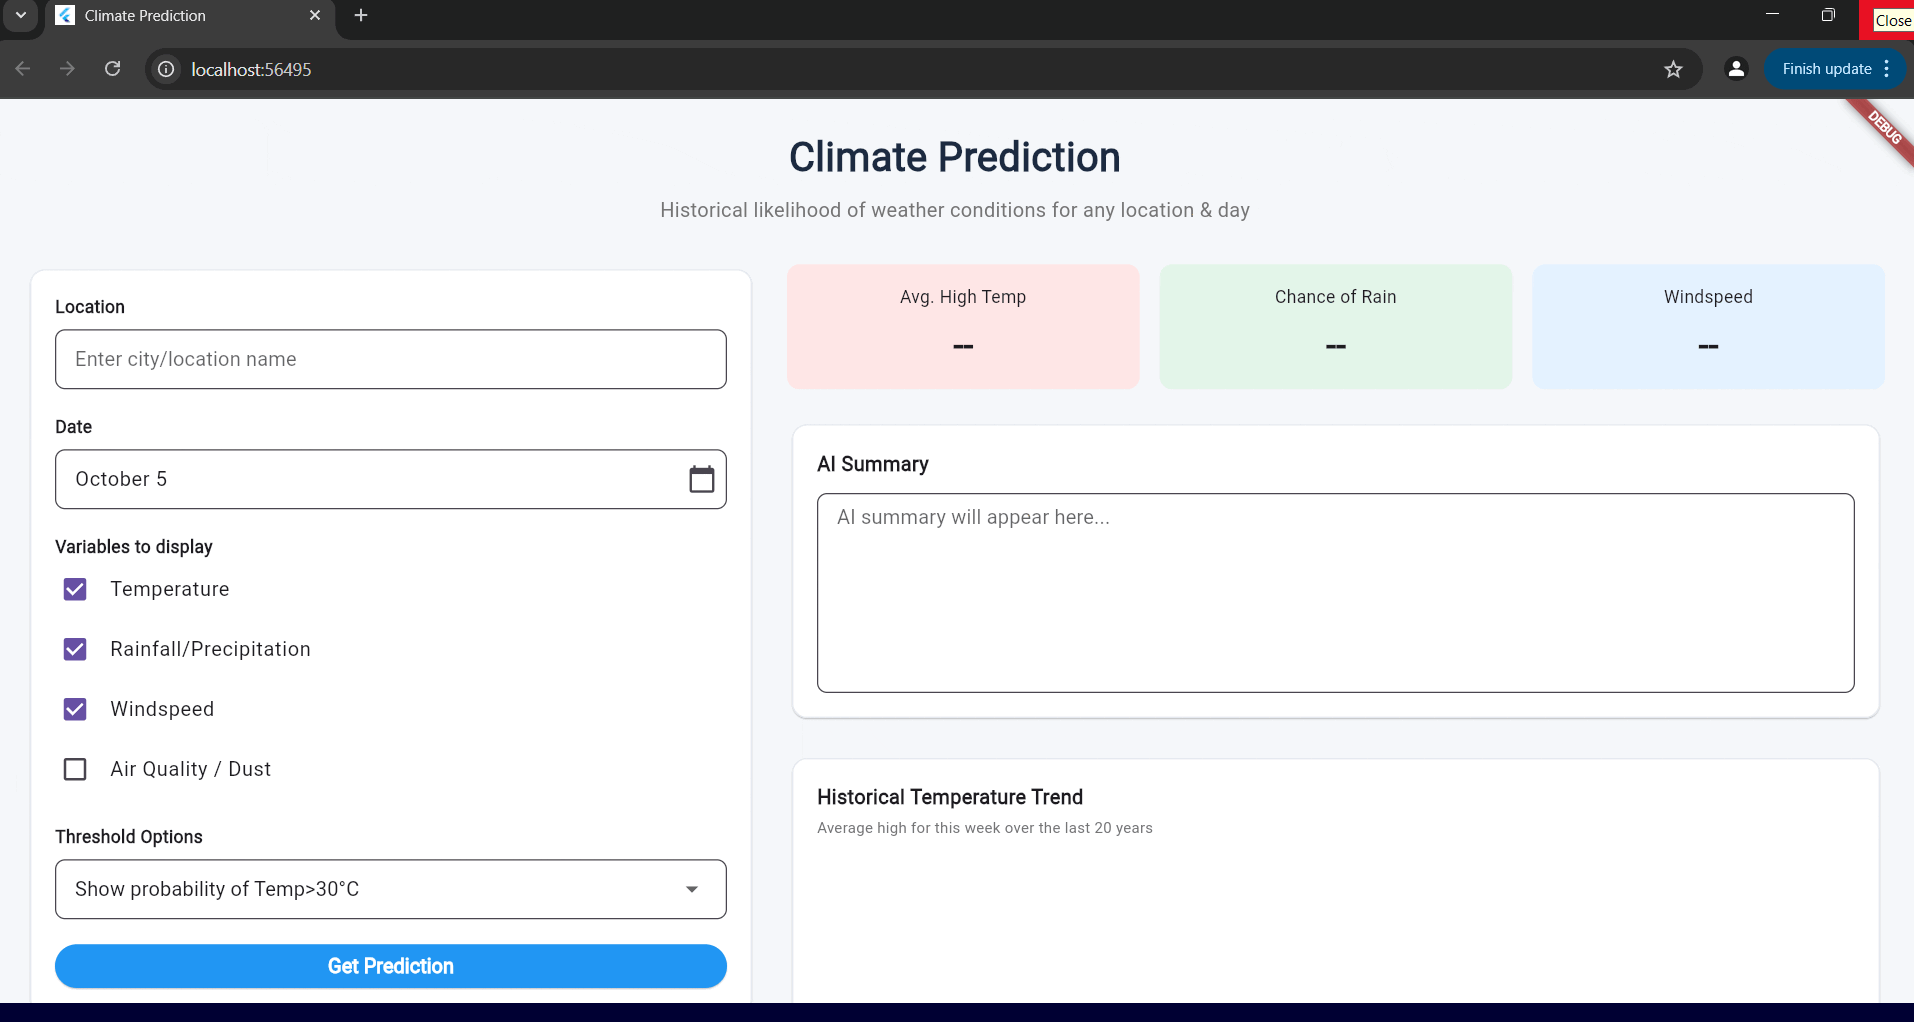 Climate Prediction
Close
localhost:56495
Finish update
DEBUG
Climate Prediction
Historical likelihood of weather conditions for any location & day
Location
Enter city/location name
Date
October 5
Variables to display
Temperature
Rainfall/Precipitation
Windspeed
Air Quality / Dust
Threshold Options
Show probability of Temp>30°C
Get Prediction
Avg. High Temp
--
Chance of Rain
--
Windspeed
--
AI Summary
AI summary will appear here...
Historical Temperature Trend
Average high for this week over the last 20 years